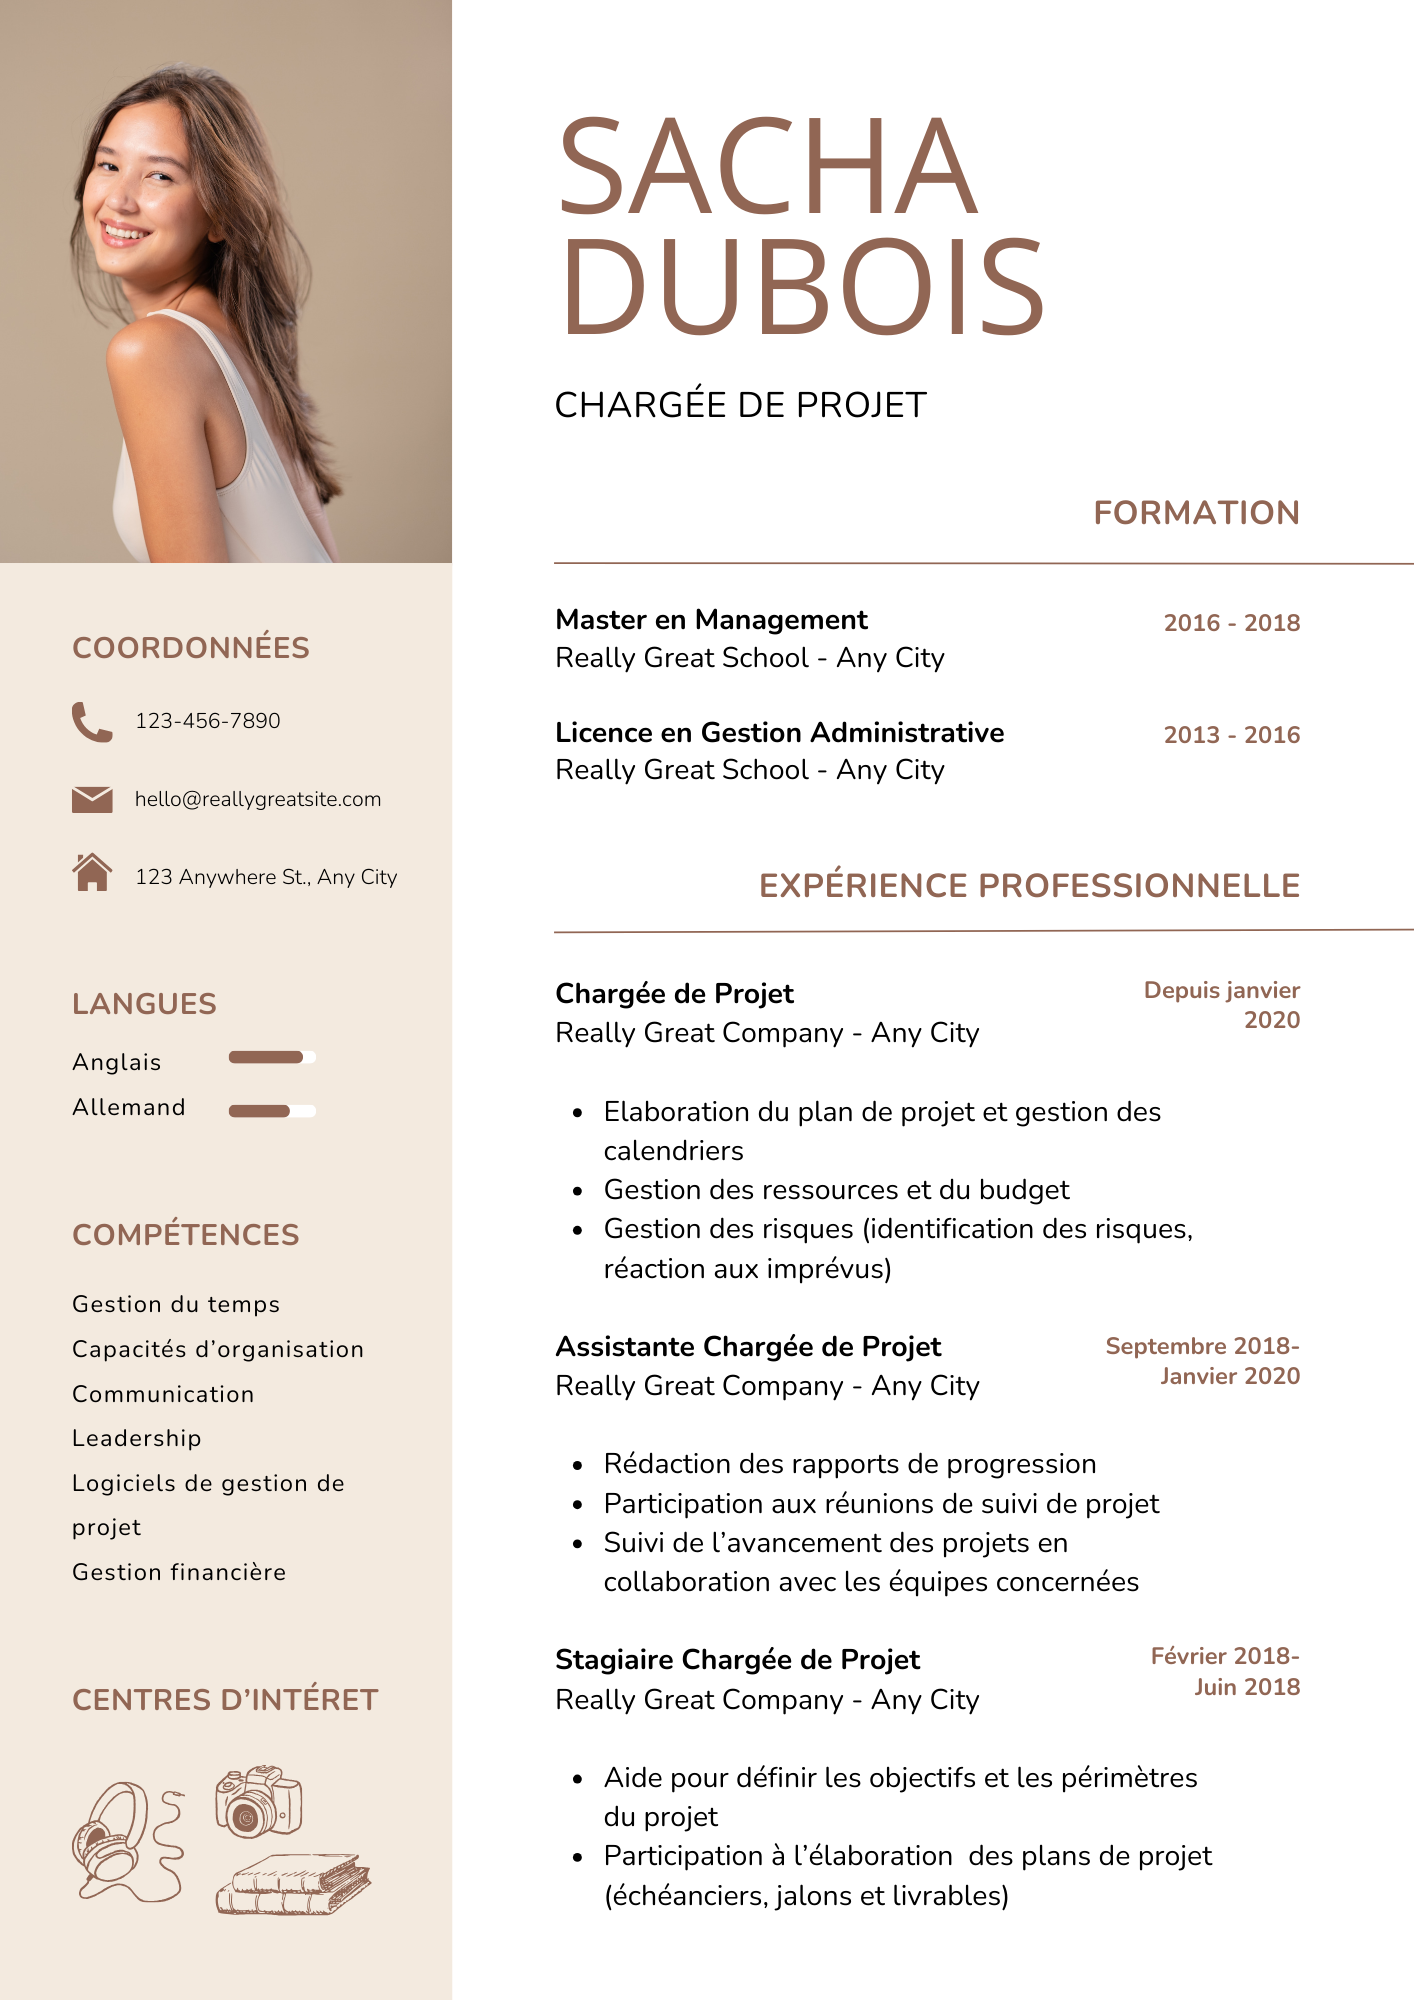 SACHA
DUBOIS
CHARGÉE DE PROJET
COORDONNÉES
123-456-7890
hello@reallygreatsite.com
123 Anywhere St., Any City
LANGUES
Anglais
Allemand
COMPÉTENCES
Gestion du temps
Capacités d’organisation
Communication
Leadership
Logiciels de gestion de
projet
Gestion financière
CENTRES D’INTÉRET
FORMATION
Master en Management
2016 - 2018
Really Great School - Any City
Licence en Gestion Administrative
2013 - 2016
Really Great School - Any City
EXPÉRIENCE PROFESSIONNELLE
Chargée de Projet
Depuis janvier
2020
Really Great Company - Any City
• Elaboration du plan de projet et gestion des
calendriers
• Gestion des ressources et du budget
• Gestion des risques (identification des risques,
réaction aux imprévus)
Assistante Chargée de Projet
Septembre 2018-
Janvier 2020
Really Great Company - Any City
• Rédaction des rapports de progression
• Participation aux réunions de suivi de projet
• Suivi de l’avancement des projets en
collaboration avec les équipes concernées
Stagiaire Chargée de Projet
Février 2018-
Juin 2018
Really Great Company - Any City
• Aide pour définir les objectifs et les périmètres
du projet
• Participation à l’élaboration  des plans de projet
(échéanciers, jalons et livrables)